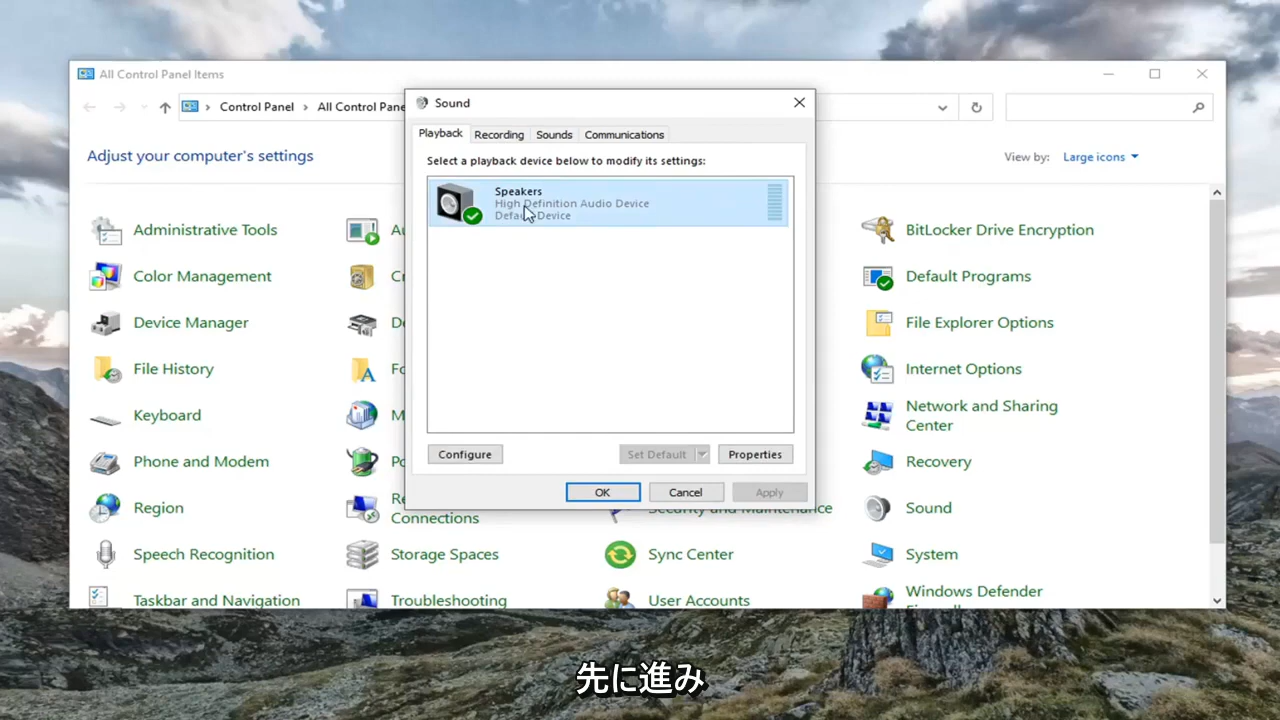 All Control Panel Items
Control Panel
All Control Pane
Adjust your computer's settings
View by:
Large icons
Sound
Playback
Recording
Sounds
Communications
Select a playback device below to modify its settings:
Speakers
High Definition Audio Device
Default Device
Configure
Set Default
Properties
OK
Cancel
Apply
Administrative Tools
BitLocker Drive Encryption
Color Management
Default Programs
Device Manager
File Explorer Options
File History
Internet Options
Keyboard
Network and Sharing
Center
Phone and Modem
Recovery
Region
Connections
Security and Maintenance
Sound
Speech Recognition
Storage Spaces
Sync Center
System
Taskbar and Navigation
Troubleshooting
User Accounts
Windows Defender
先に進み